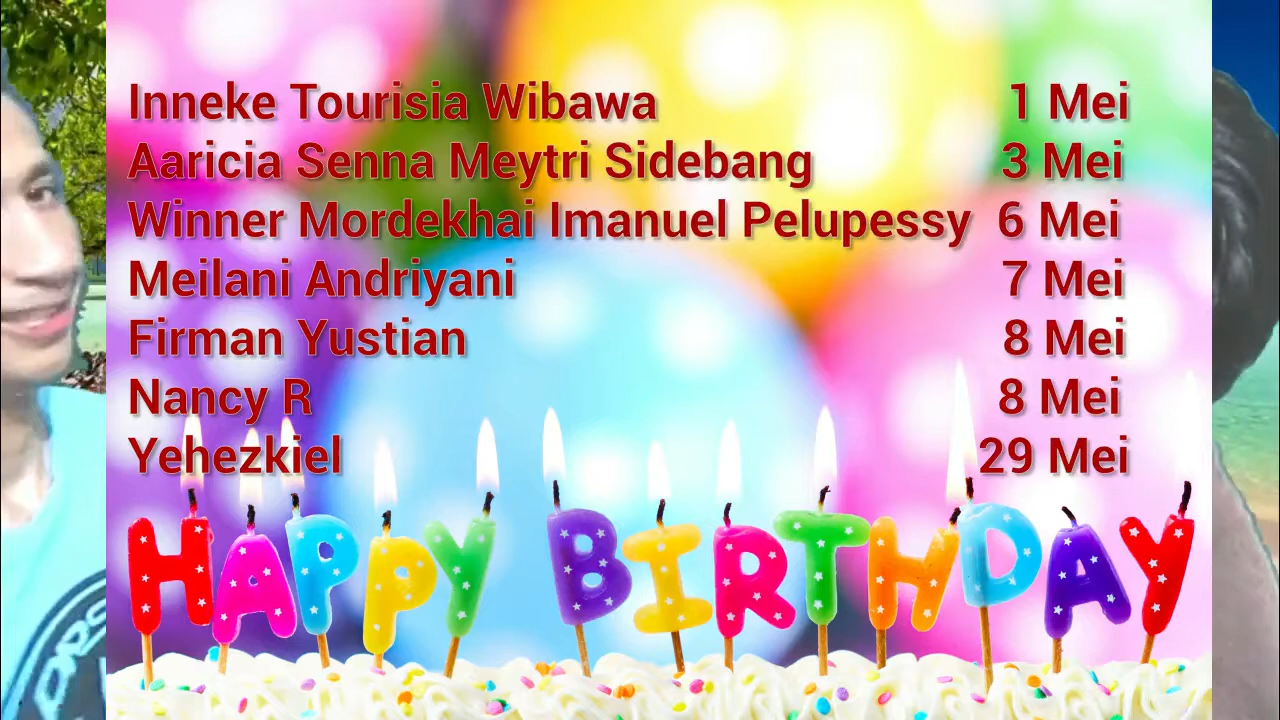 Inneke Tourisia Wibawa 1 Mei
Aaricia Senna Meytri Sidebang 3 Mei
Winner Mordekhai Imanuel Pelupessy 6 Mei
Meilani Andriyani 7 Mei
Firman Yustian 8 Mei
Nancy R 8 Mei
Yehezkiel 29 Mei
HAPPY BIRTHDAY